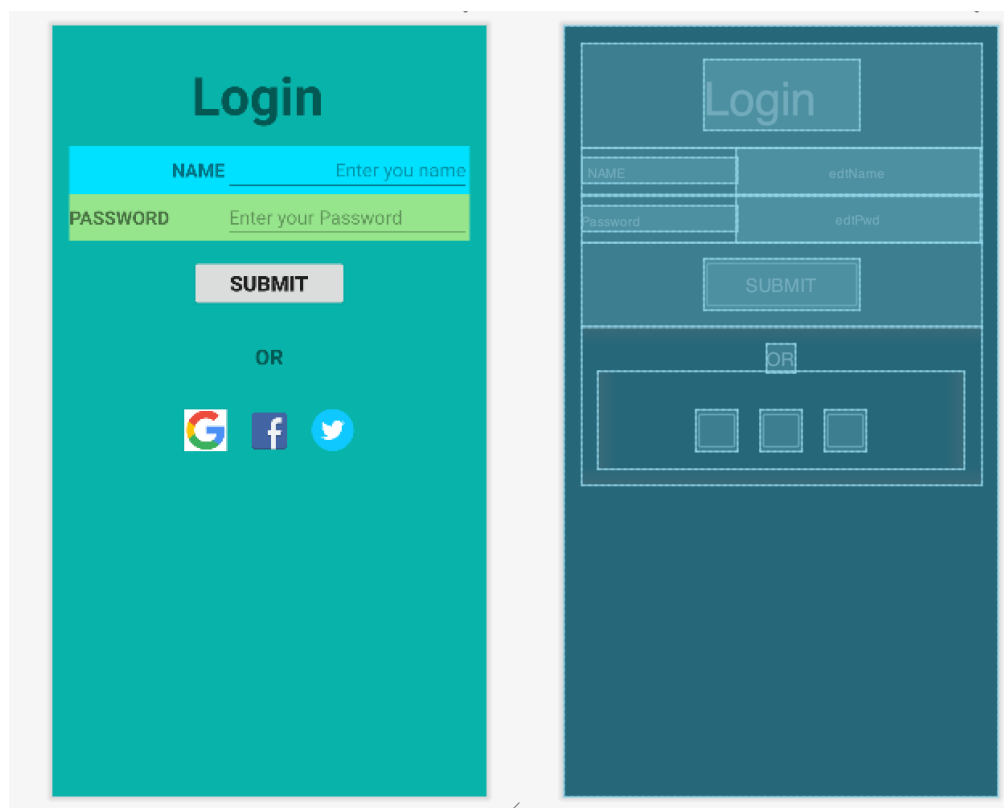 Login
NAME Enter you name
PASSWORD Enter your Password
SUBMIT
OR
Login
NAME edtName
Password edtPwd
SUBMIT
OR